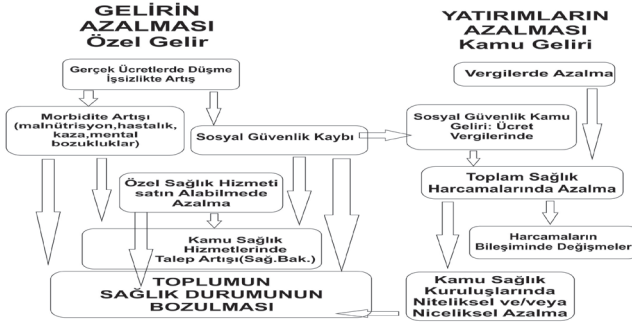 GELİRİN
AZALMASI
Özel Gelir
YATIRIMLARIN
AZALMASI
Kamu Geliri
Gerçek Ücretlerde Düşme
İşsizlikte Artış
Vergilerde Azalma
Morbidite Artışı
(malnütrisyon,hastalık,
kaza,mental
bozukluklar)
Sosyal Güvenlik Kaybı
Sosyal Güvenlik Kamu
Geliri: Ücret
Vergilerinde
Özel Sağlık Hizmeti
satın Alabilmede
Azalma
Toplam Sağlık
Harcamalarında Azalma
Kamu Sağlık
Hizmetlerinde
Talep Artışı(Sağ.Bak.)
Harcamaların
Bileşiminde Değişmeler
TOPLUMUN
SAĞLIK DURUMUNUN
BOZULMASI
Kamu Sağlık
Kuruluşlarında
Niteliksel ve/veya
Niceliksel Azalma